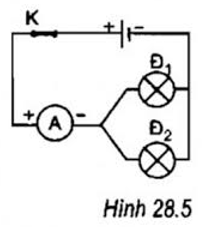 K + -
Đ1
+ A -
Đ2
Hình 28.5